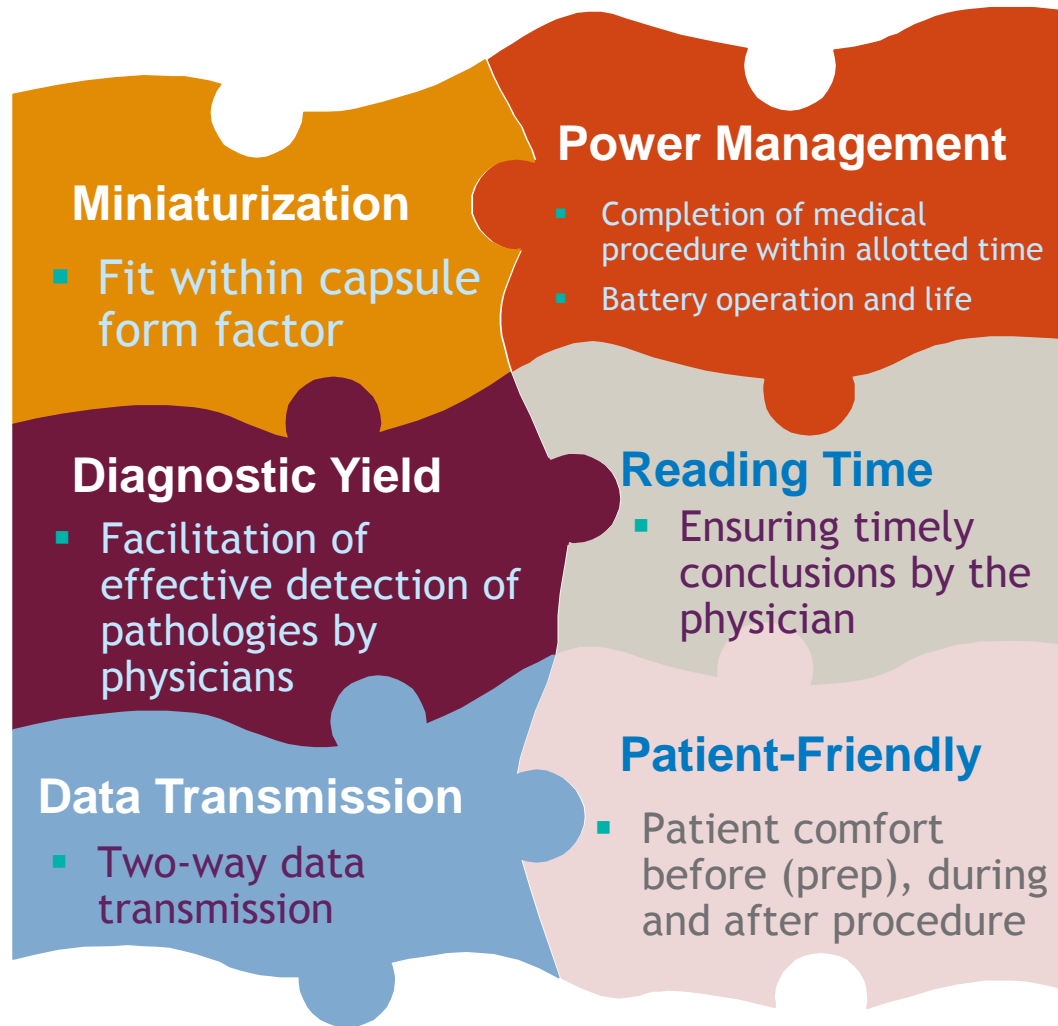 Miniaturization
▪ Fit within capsule
form factor
Power Management
▪ Completion of medical
procedure within allotted time
▪ Battery operation and life
Diagnostic Yield
▪ Facilitation of
effective detection of
pathologies by
physicians
Reading Time
▪ Ensuring timely
conclusions by the
physician
Data Transmission
▪ Two-way data
transmission
Patient-Friendly
▪ Patient comfort
before (prep), during
and after procedure